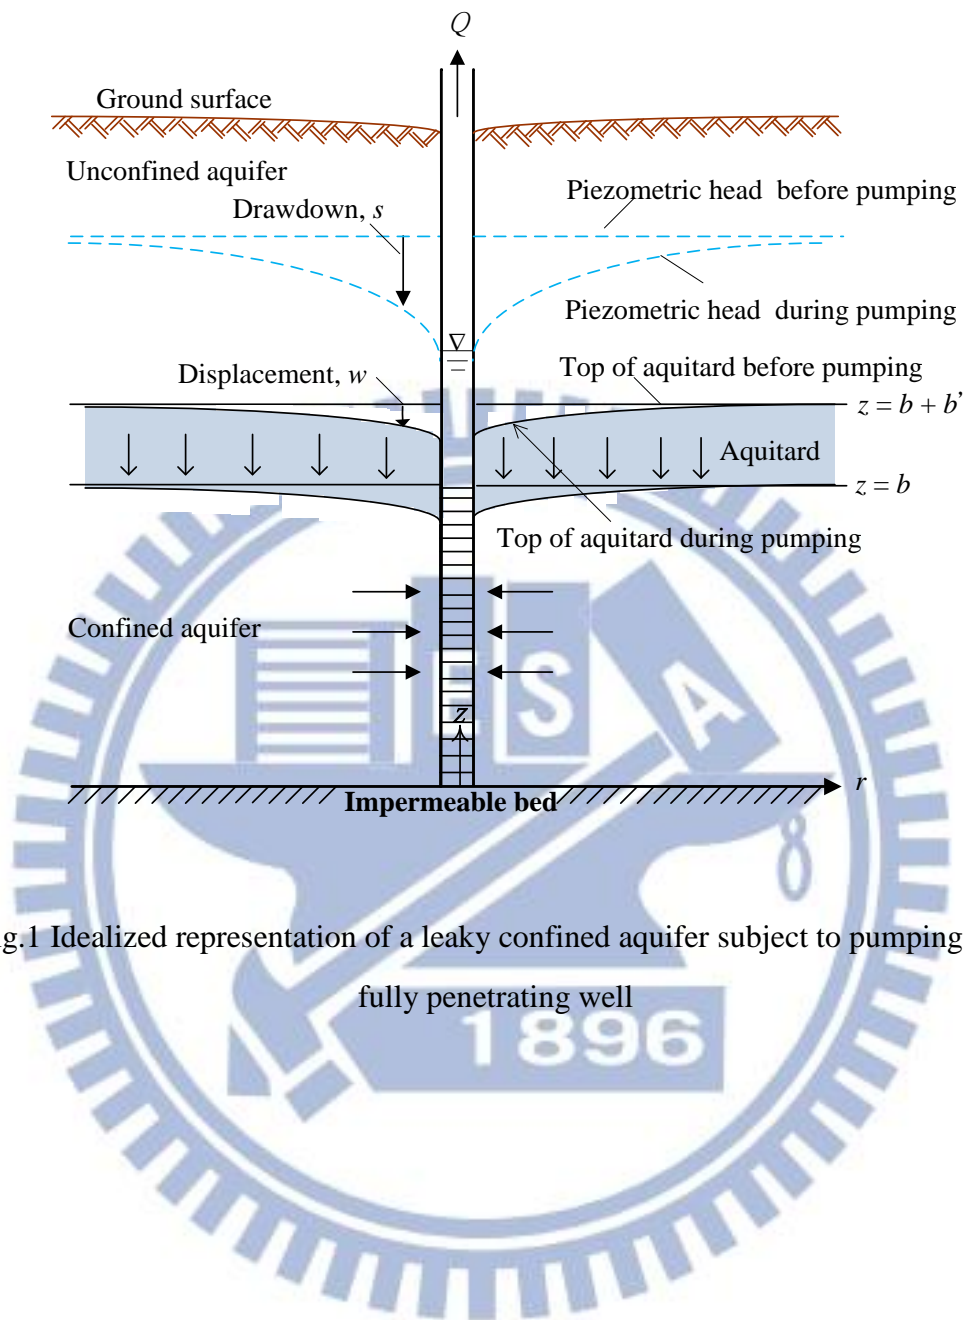 Q
Ground surface
Unconfined aquifer
Piezometric head before pumping
Drawdown, s
Piezometric head during pumping
Displacement, w
Top of aquitard before pumping
z = b + b’
Aquitard
z = b
Top of aquitard during pumping
Confined aquifer
E S A
z
r
Impermeable bed
g.1 Idealized representation of a leaky confined aquifer subject to pumping
fully penetrating well
1896